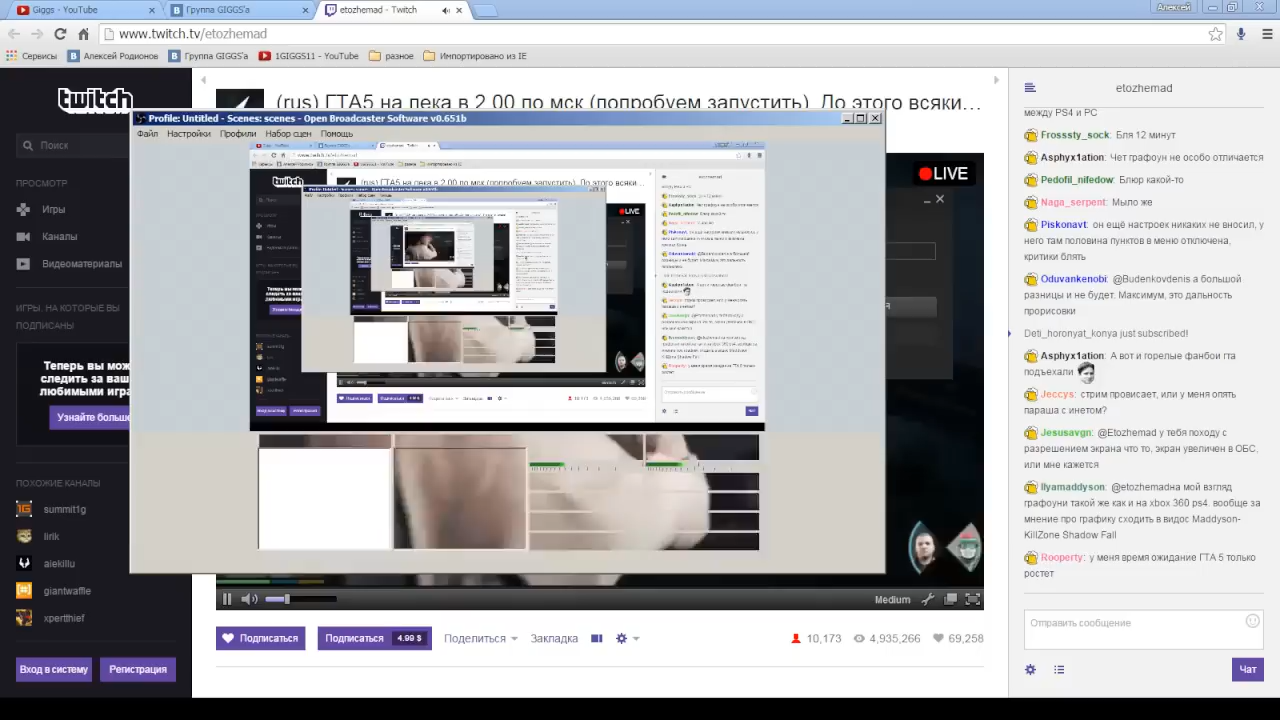 Giggs - YouTube
Группа GIGGS'а
etozhemad - Twitch
Алексей
www.twitch.tv/etozhemad
Сервисы
Алексей Родионов
Группа GIGGS'а
1GIGGS11 - YouTube
разное
Импортировано из IE
twitch
Поиск
ПРОСМОТР
Игры
Каналы
Видеоматериалы
ИГРЫ, НА КОТОРЫЕ ВЫ
ПОДПИСАНЫ
Теперь вы мож
следить за ваш
любимыми игра
Узнайте больше
ПОХОЖИЕ КАНАЛЫ
summit1g
lirik
aiekillu
giantwaffle
xpertthief
Вход в систему
Регистрация
(rus) ГТА5 на пека в 2.00 по мск (попробуем запустить). До этого всяки...
Profile: Untitled - Scenes: scenes - Open Broadcaster Software v0.651b
Файл
Настройки
Профили
Набор сцен
Помощь
LIVE
Medium
Подписаться
Подписаться 4.99 $
Поделиться
Закладка
10,173
4,935,266
69,258
etozhemad
между PS4 и PC
Frosssty_sock: Бля 12 минут
Asphyx1ation: Чет графоун не особо отличается
Pedofil_nifedow: Блюр какой-то
Naga_serpent: Мыло же
Piskonavt: он ещё настроек никаких не вносил, у
него там половина пунктов в меню отключена,
критики блять
Oduvankenobi: @Budenkovdenis а большой
разницы и не будет. Максимум, это дальность
прорисовки
Deti_horonyat_konya just subscribed!
Asphyx1ation: А вот и горелые фанбои гта
подъехали
Jeccys: стрим провисает, или у меня опять
параша с инетом?
Jesusavgn: @Etozhemad у тебя походу с
разрешением экрана что то, экран увеличен в ОБС,
или мне кажется
Ilyamaddyson: @etozhemadна мой взгляд
графоуни такой же как и на xbox 360 ps4. вообще за
мнение про графику сходить в видос Maddyson-
KillZone Shadow Fall
Rooperty: у меня время ожидание ГТА 5 только
ростет
Отправить сообщение
Чат